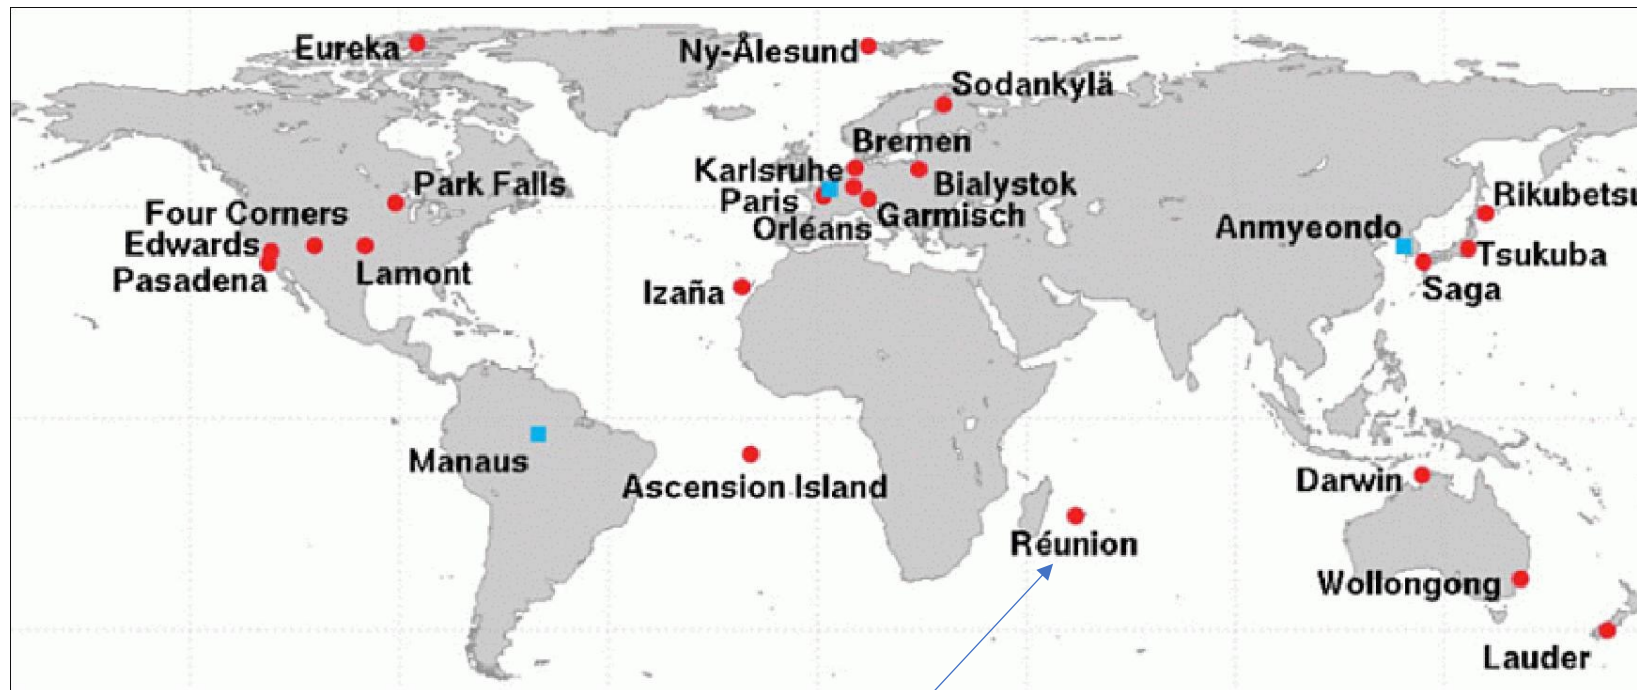 Eureka
Ny-Ålesund
Sodankylä
Bremen
Karlsruhe
Park Falls
Bialystok
Rikubetsu
Paris
Four Corners
Garmisch
Orléans
Anmyeondo
Edwards
Tsukuba
Pasadena
Lamont
Izaña
Saga
Manaus
Ascension Island
Darwin
Réunion
Wollongong
Lauder